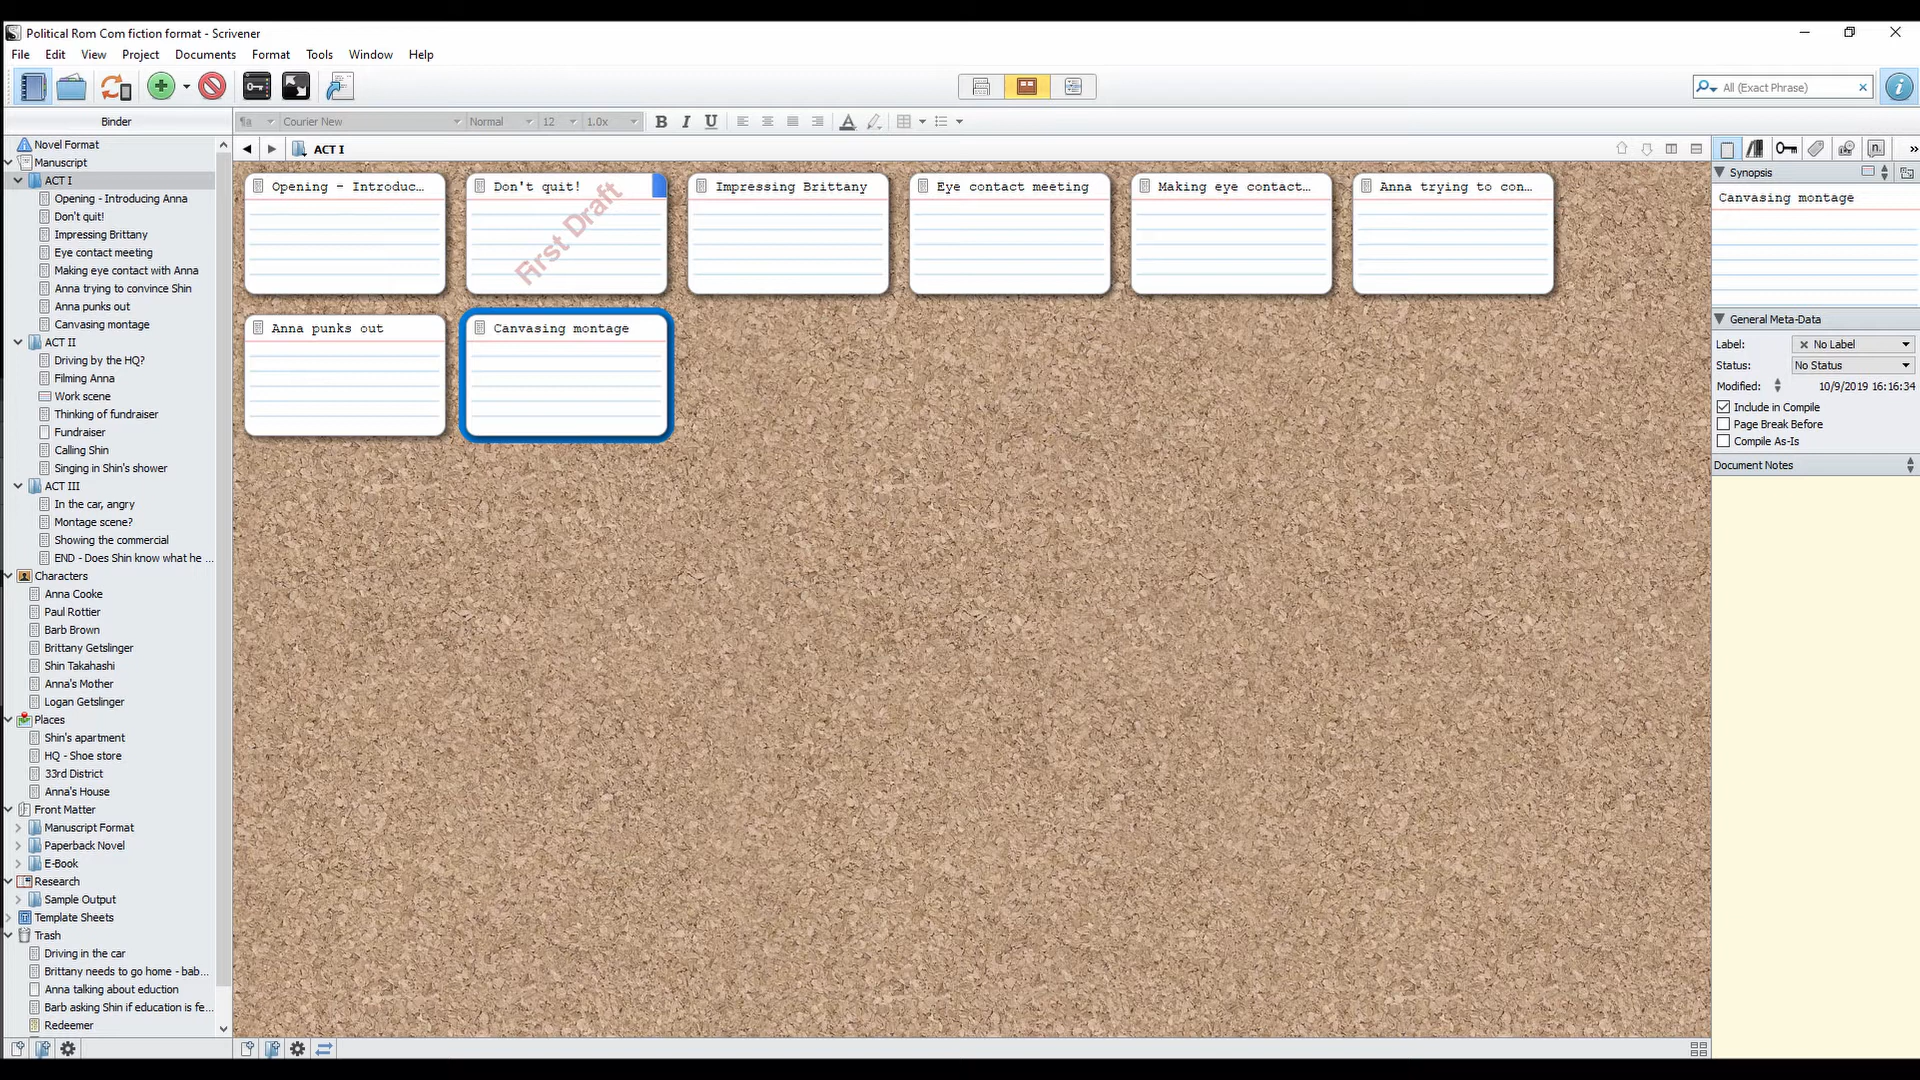 Political Rom Com fiction format - Scrivener
File Edit View Project Documents Format Tools Window Help
All (Exact Phrase)
Binder
¶a Courier New Normal 12 1.0x B I U A
ACT I
Novel Format
Manuscript
ACT I
Opening - Introducing Anna
Don't quit!
Impressing Brittany
Eye contact meeting
Making eye contact with Anna
Anna trying to convince Shin
Anna punks out
Canvasing montage
ACT II
Driving by the HQ?
Filming Anna
Work scene
Thinking of fundraiser
Fundraiser
Calling Shin
Singing in Shin's shower
ACT III
In the car, angry
Montage scene?
Showing the commercial
END - Does Shin know what he ...
Characters
Anna Cooke
Paul Rottier
Barb Brown
Brittany Getslinger
Shin Takahashi
Anna's Mother
Logan Getslinger
Places
Shin's apartment
HQ - Shoe store
33rd District
Anna's House
Front Matter
Manuscript Format
Paperback Novel
E-Book
Research
Sample Output
Template Sheets
Trash
Driving in the car
Brittany needs to go home - bab...
Anna talking about eduction
Barb asking Shin if education is fe...
Redeemer
Opening - Introduc...
Don't quit!
First Draft
Impressing Brittany
Eye contact meeting
Making eye contact...
Anna trying to con...
Anna punks out
Canvasing montage
Synopsis
Canvasing montage
General Meta-Data
Label: No Label
Status: No Status
Modified: 10/9/2019 16:16:34
Include in Compile
Page Break Before
Compile As-Is
Document Notes